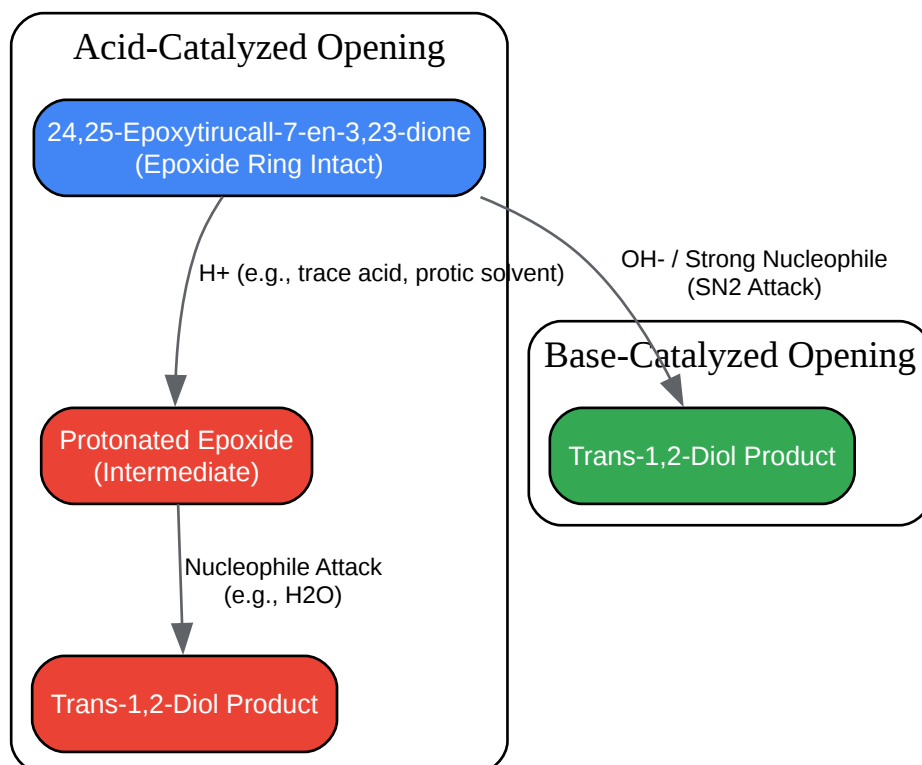 Acid-Catalyzed Opening
24,25-Epoxytirucall-7-en-3,23-dione
(Epoxide Ring Intact)
H+ (e.g., trace acid, protic solvent)
OH- / Strong Nucleophile
(SN2 Attack)
Base-Catalyzed Opening
Protonated Epoxide
(Intermediate)
Trans-1,2-Diol Product
Nucleophile Attack
(e.g., H2O)
Trans-1,2-Diol Product